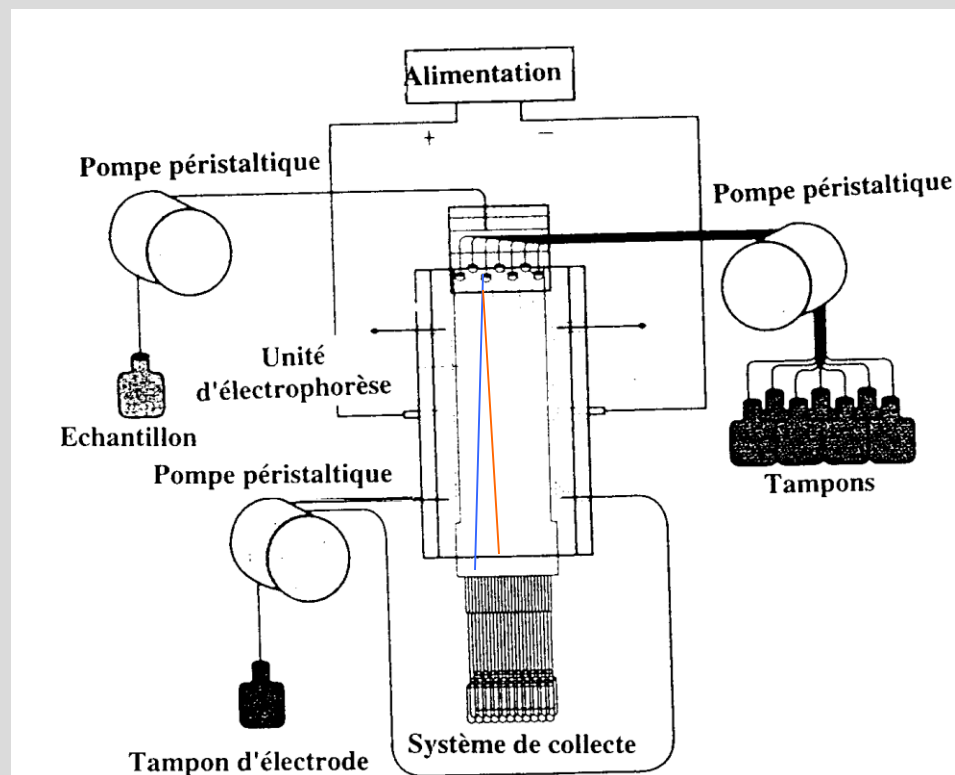 Alimentation
+ −
Pompe péristaltique
Pompe péristaltique
Unité
d'électrophorèse
Echantillon
Pompe péristaltique
Tampons
Tampon d'électrode
Système de collecte